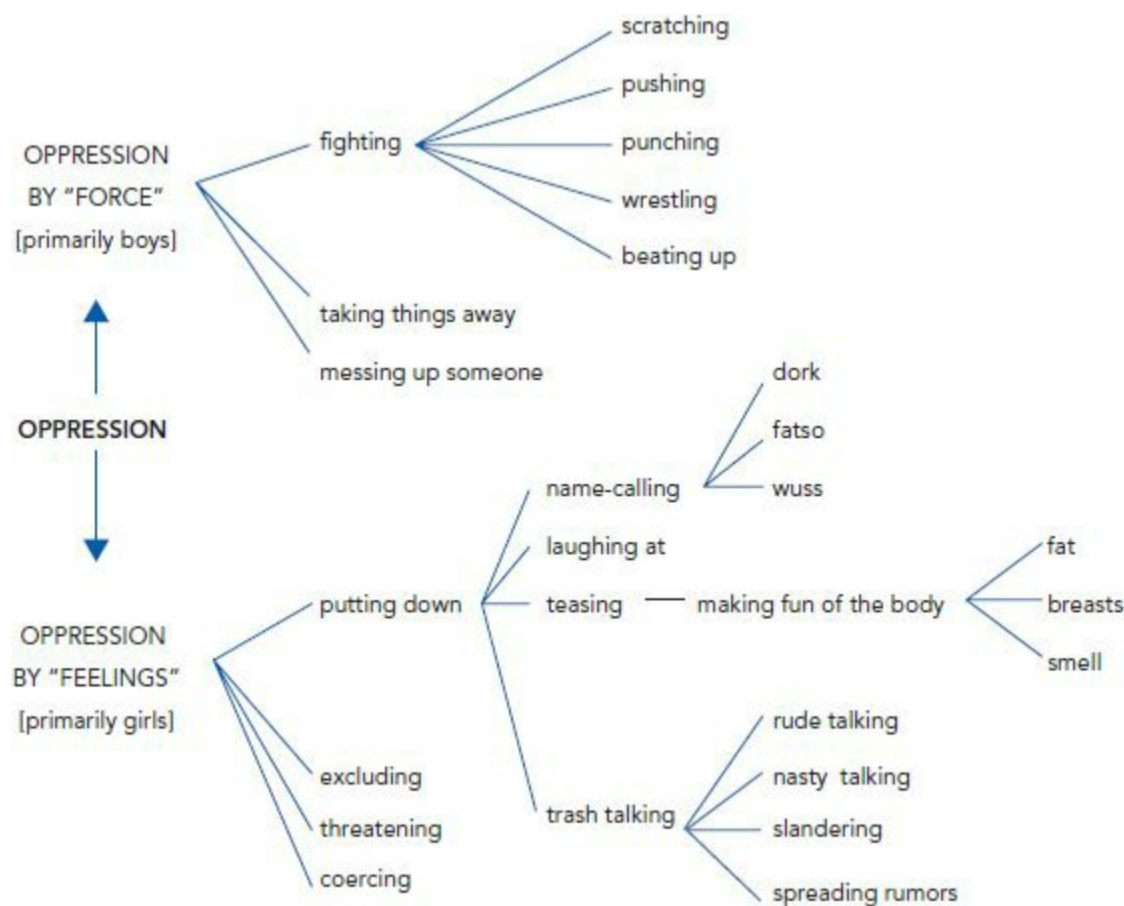 scratching
pushing
fighting
punching
OPPRESSION
BY “FORCE”
wrestling
[primarily boys]
beating up
taking things away
messing up someone
dork
OPPRESSION
fatso
name-calling
wuss
laughing at
fat
putting down
teasing
making fun of the body
breasts
OPPRESSION
BY “FEELINGS”
smell
[primarily girls]
rude talking
excluding
nasty talking
trash talking
threatening
slandering
coercing
spreading rumors